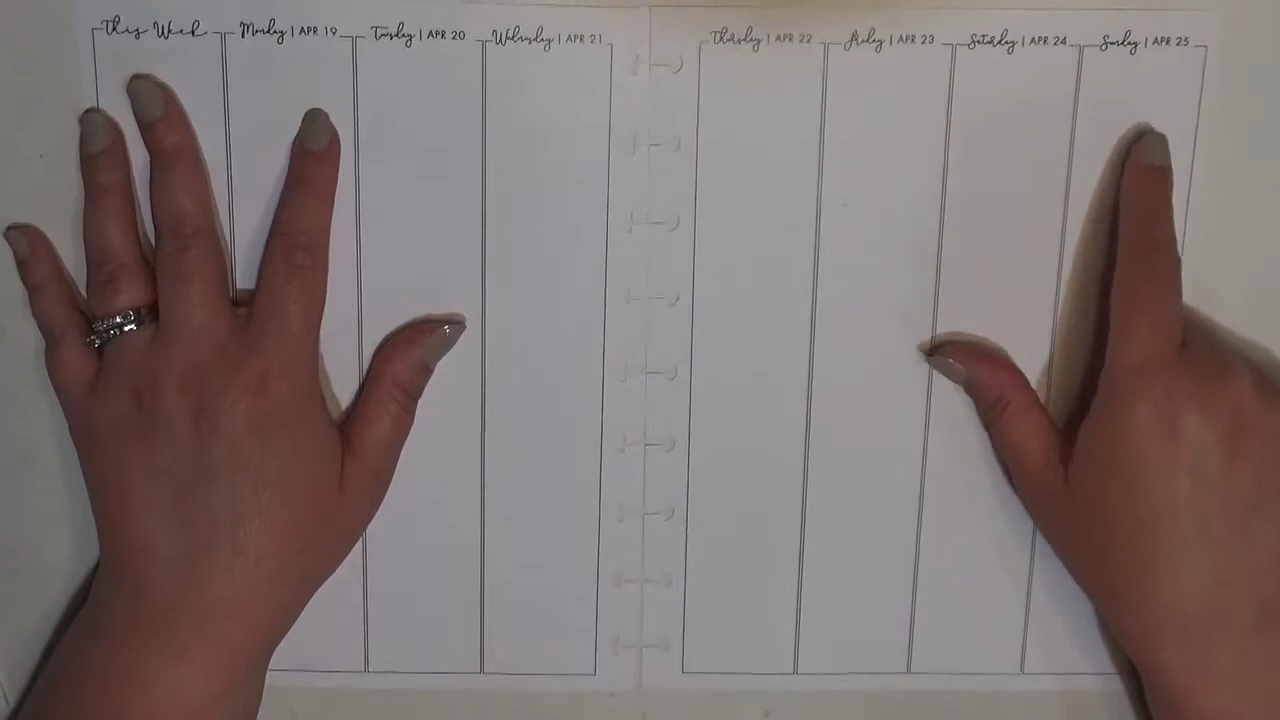 This Week
Monday | APR 19
Tuesday | APR 20
Wednesday | APR 21
Thursday | APR 22
Friday | APR 23
Saturday | APR 24
Sunday | APR 25